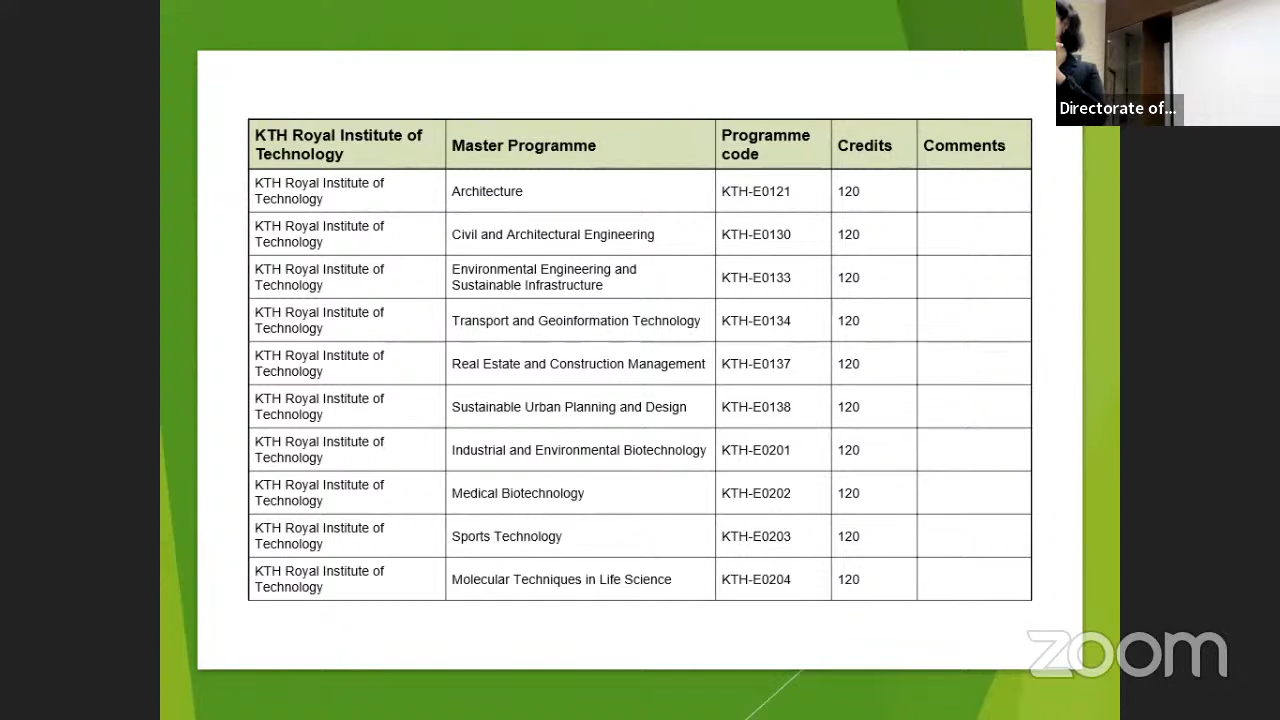 Directorate of...
KTH Royal Institute of
Technology
Master Programme
Programme
code
Credits
Comments
KTH Royal Institute of
Technology
Architecture
KTH-E0121
120
KTH Royal Institute of
Technology
Civil and Architectural Engineering
KTH-E0130
120
KTH Royal Institute of
Technology
Environmental Engineering and
Sustainable Infrastructure
KTH-E0133
120
KTH Royal Institute of
Technology
Transport and Geoinformation Technology
KTH-E0134
120
KTH Royal Institute of
Technology
Real Estate and Construction Management
KTH-E0137
120
KTH Royal Institute of
Technology
Sustainable Urban Planning and Design
KTH-E0138
120
KTH Royal Institute of
Technology
Industrial and Environmental Biotechnology
KTH-E0201
120
KTH Royal Institute of
Technology
Medical Biotechnology
KTH-E0202
120
KTH Royal Institute of
Technology
Sports Technology
KTH-E0203
120
KTH Royal Institute of
Technology
Molecular Techniques in Life Science
KTH-E0204
120
zoom